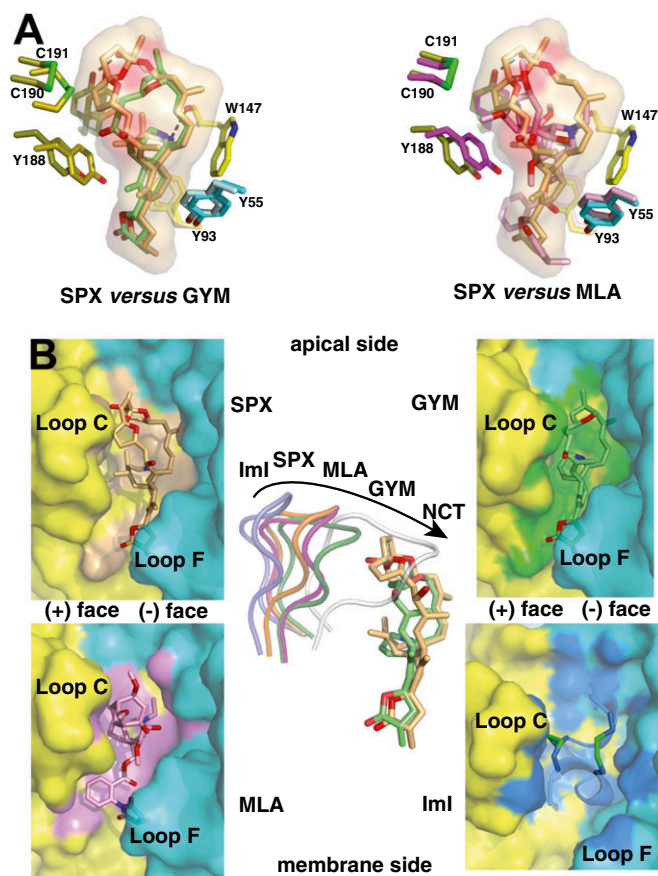 A
C191
C190
Y188
W147
Y55
Y93
SPX versus GYM
C191
C190
Y188
W147
Y55
Y93
SPX versus MLA
B
apical side
Loop C
Loop F
SPX
GYM
Loop C
Loop F
ImI SPX MLA GYM NCT
(+) face (-) face
(+) face (-) face
Loop C
Loop F
MLA
ImI
Loop C
Loop F
membrane side